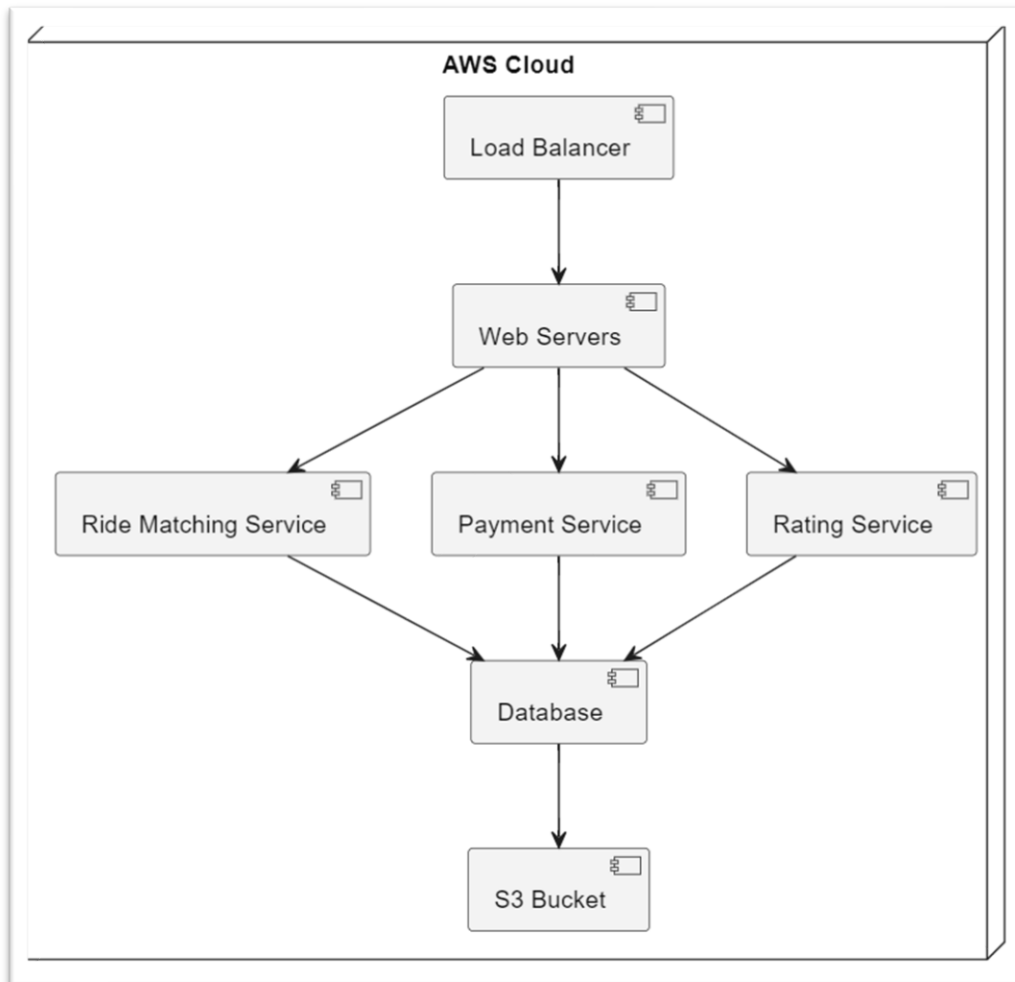 AWS Cloud
Load Balancer
Web Servers
Ride Matching Service
Payment Service
Rating Service
Database
S3 Bucket